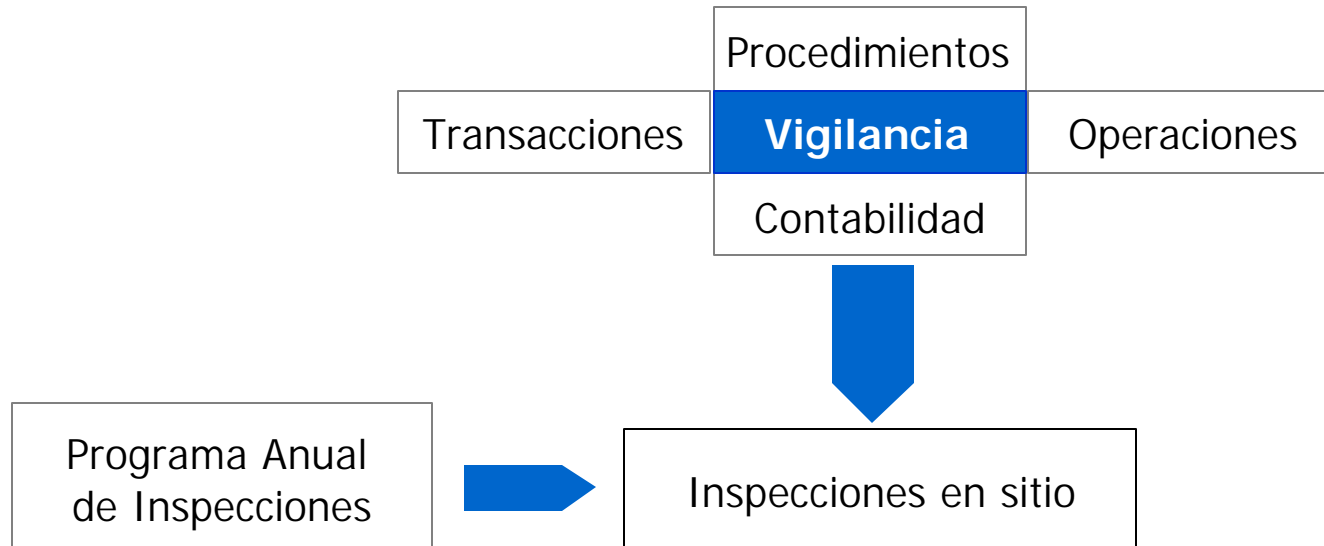 Procedimientos
Transacciones
Vigilancia
Operaciones
Contabilidad
Programa Anual
de Inspecciones
Inspecciones en sitio